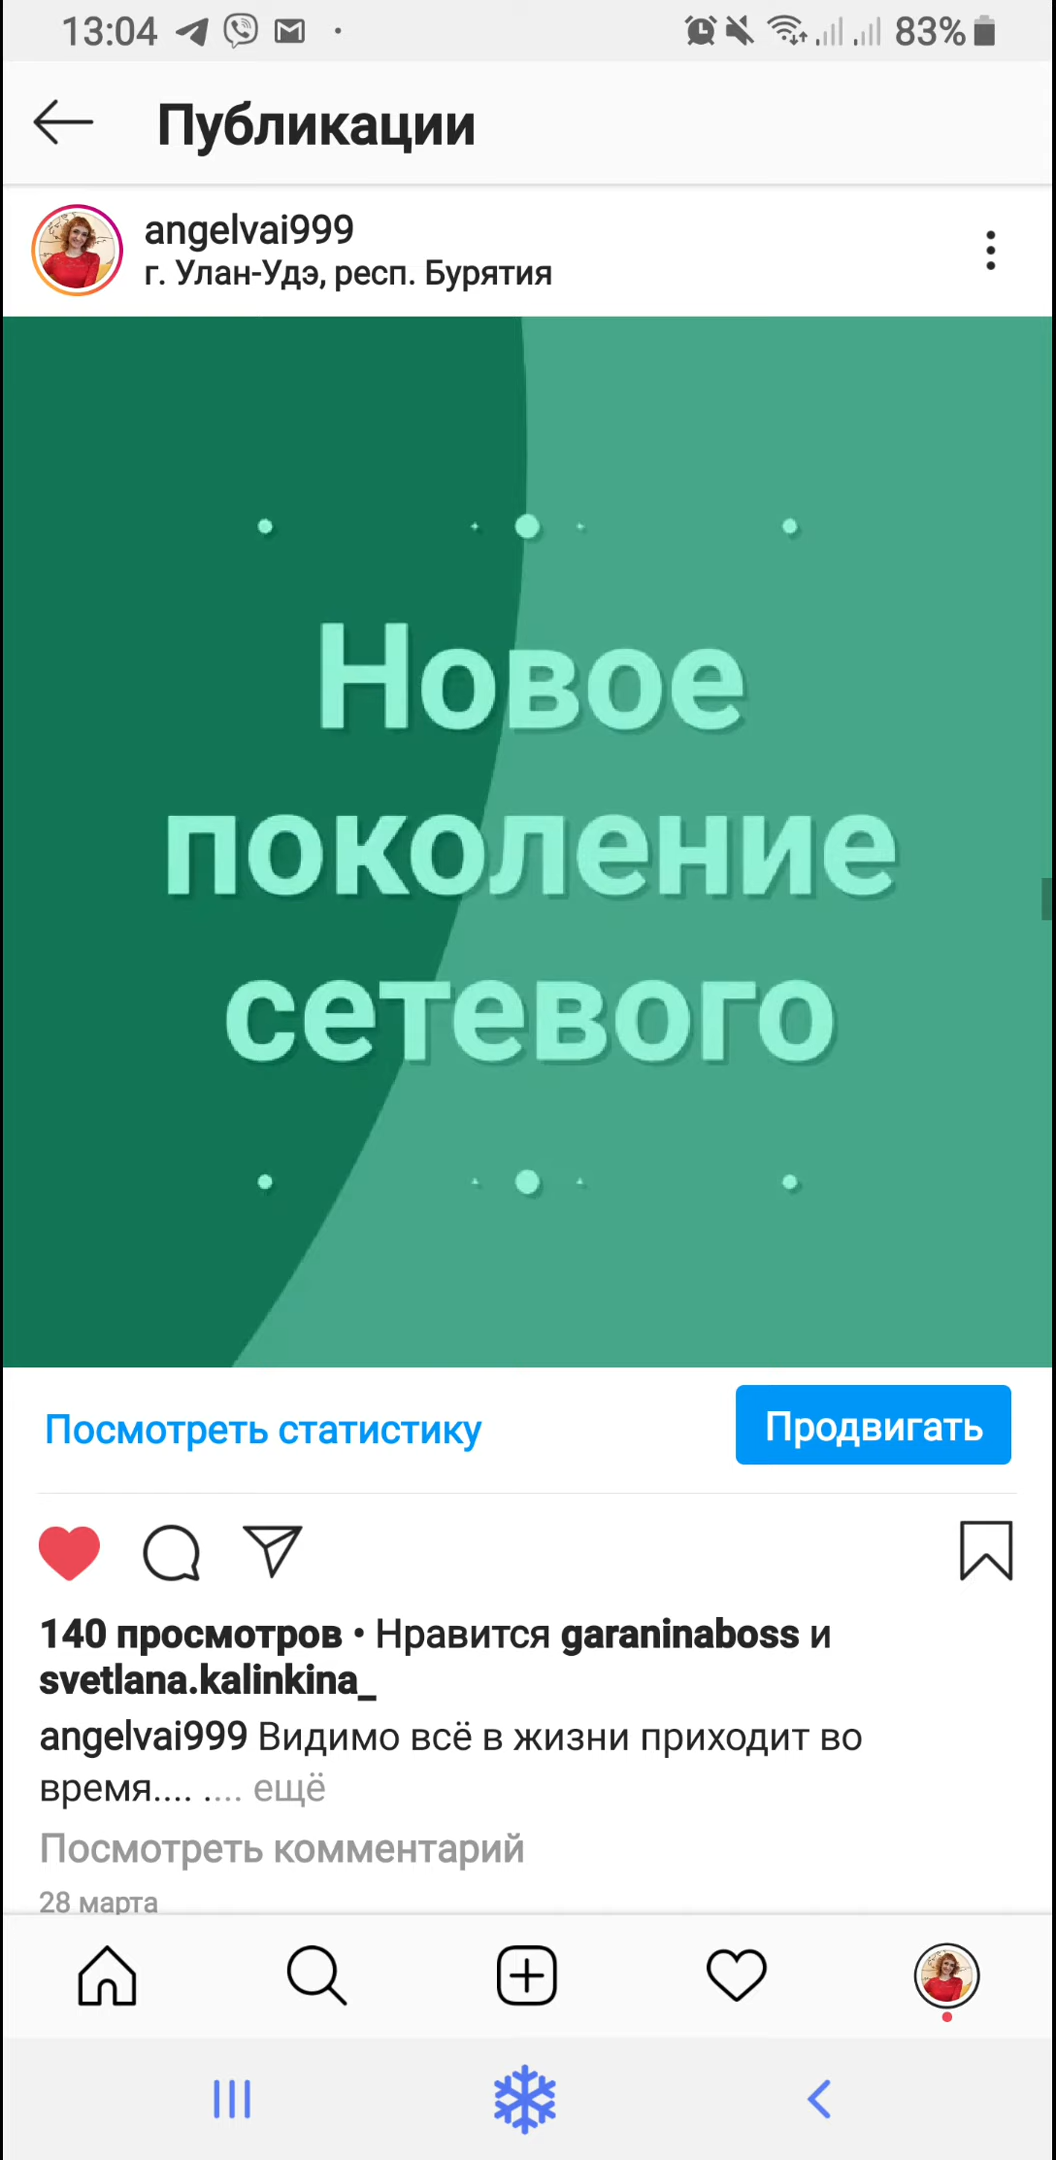 13:04
83%
Публикации
angelvai999
г. Улан-Удэ, респ. Бурятия
Новое
поколение
сетевого
Посмотреть статистику
Продвигать
140 просмотров • Нравится garaninaboss и
svetlana.kalinkina_
angelvai999 Видимо всё в жизни приходит во
время.... .... ещё
Посмотреть комментарий
28 марта